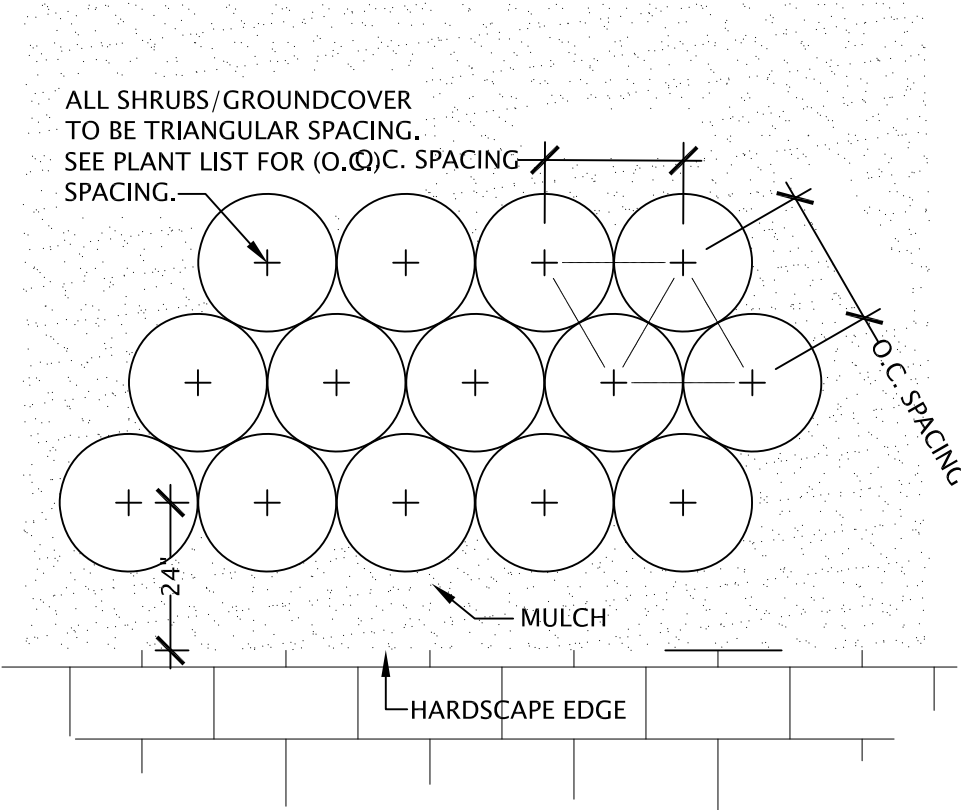 ALL SHRUBS/GROUNDCOVER
TO BE TRIANGULAR SPACING.
SEE PLANT LIST FOR (O.C.)
SPACING.
O.C. SPACING
O.C. SPACING
24"
MULCH
HARDSCAPE EDGE